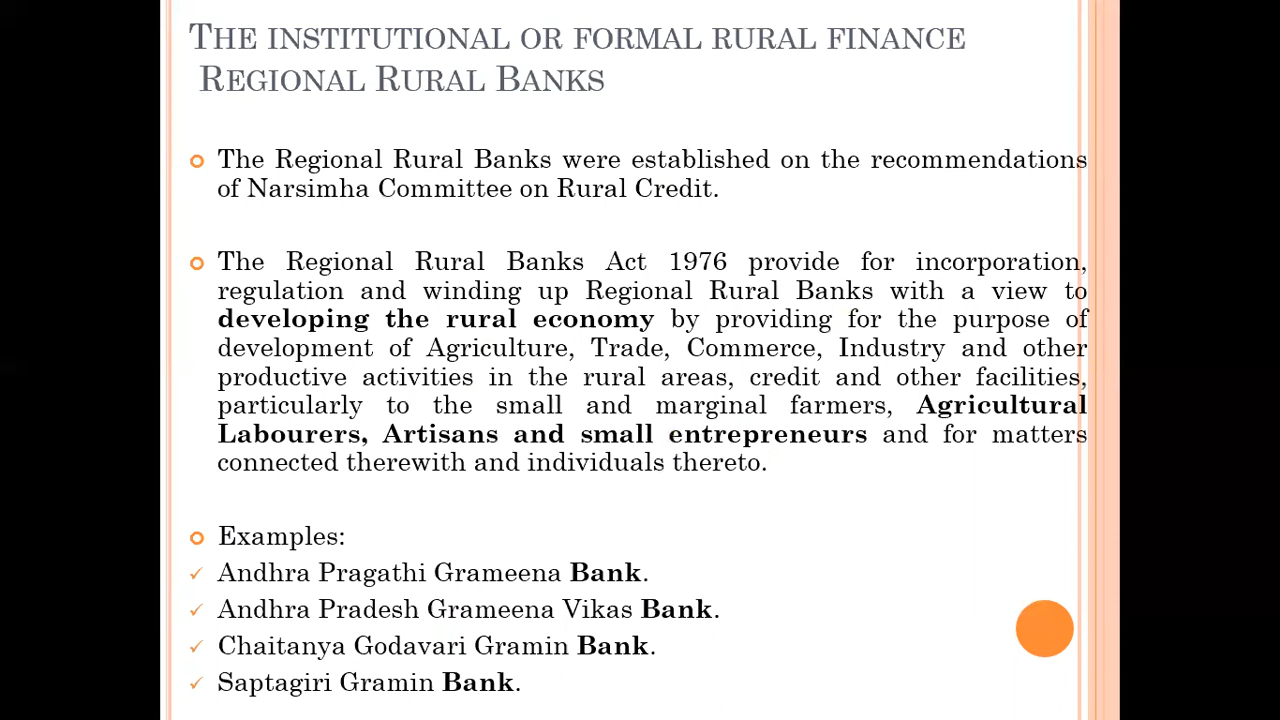 THE INSTITUTIONAL OR FORMAL RURAL FINANCE
REGIONAL RURAL BANKS
The Regional Rural Banks were established on the recommendations
of Narsimha Committee on Rural Credit.
The Regional Rural Banks Act 1976 provide for incorporation,
regulation and winding up Regional Rural Banks with a view to
developing the rural economy by providing for the purpose of
development of Agriculture, Trade, Commerce, Industry and other
productive activities in the rural areas, credit and other facilities,
particularly to the small and marginal farmers, Agricultural
Labourers, Artisans and small entrepreneurs and for matters
connected therewith and individuals thereto.
Examples:
Andhra Pragathi Grameena Bank.
Andhra Pradesh Grameena Vikas Bank.
Chaitanya Godavari Gramin Bank.
Saptagiri Gramin Bank.